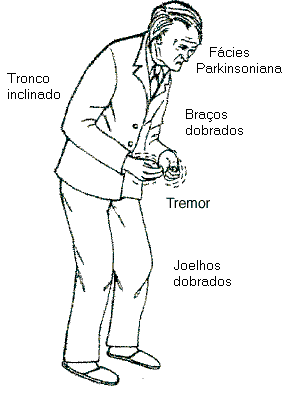 Fácies
Parkinsoniana
Tronco
inclinado
Braços
dobrados
Tremor
Joelhos
dobrados